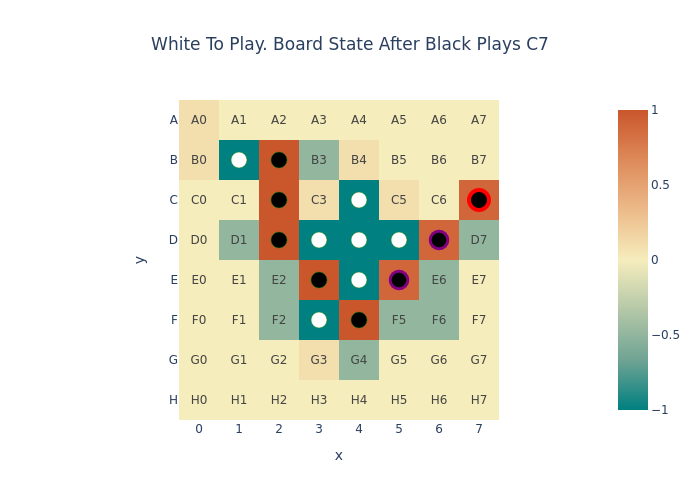 White To Play. Board State After Black Plays C7
A A0 A1 A2 A3 A4 A5 A6 A7
B B0 B3 B4 B5 B6 B7
C C0 C1 C3 C5 C6
D D0 D1 D7
E E0 E1 E2 E6 E7
F F0 F1 F2 F5 F6 F7
G G0 G1 G2 G3 G4 G5 G6 G7
H H0 H1 H2 H3 H4 H5 H6 H7
0 1 2 3 4 5 6 7
x
y
1
0.5
0
−0.5
−1